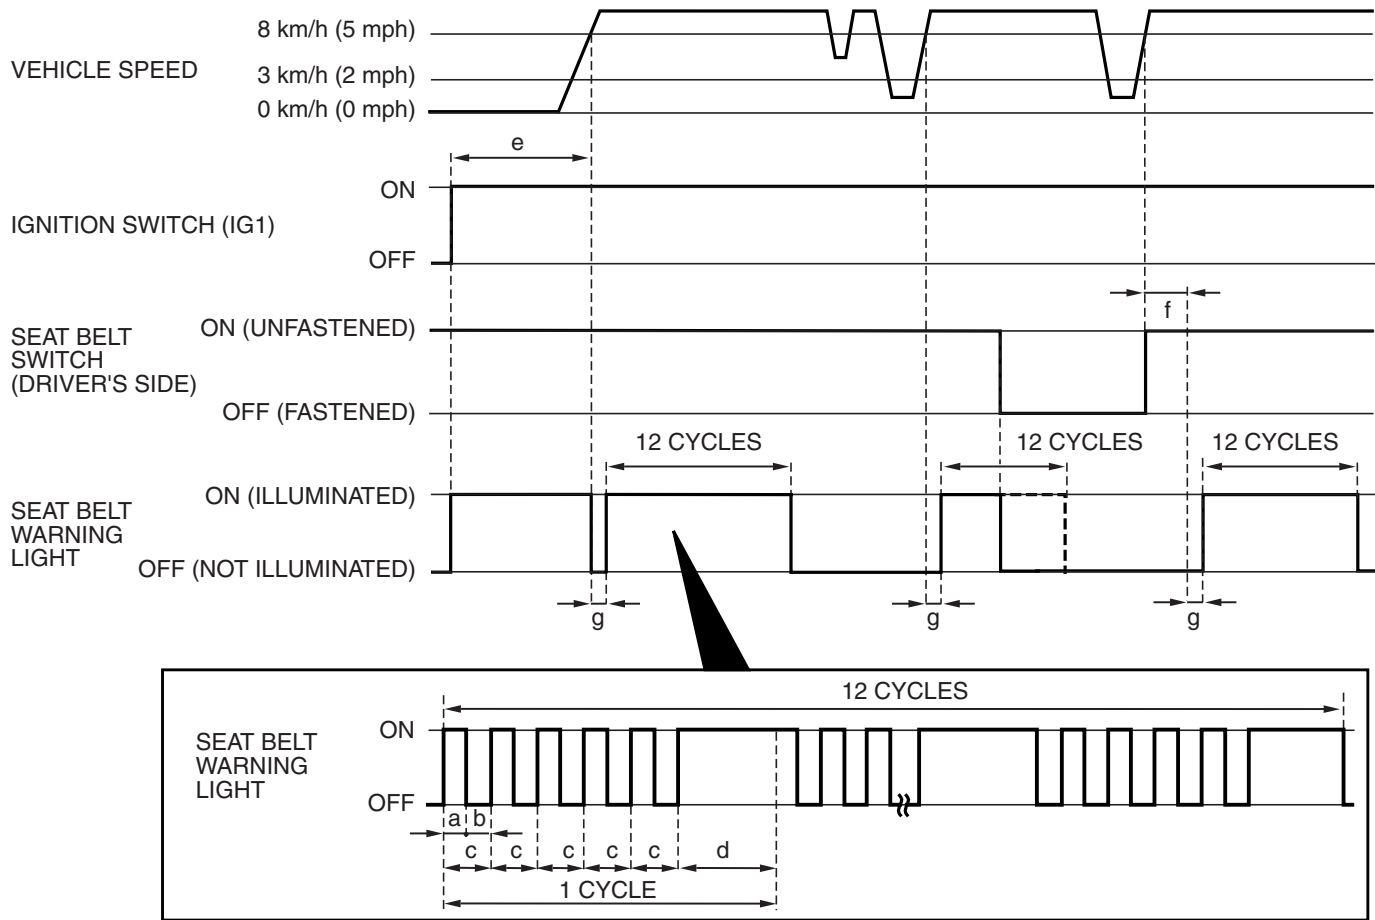 8 km/h (5 mph)
VEHICLE SPEED
3 km/h (2 mph)
0 km/h (0 mph)
e
ON
IGNITION SWITCH (IG1)
OFF
f
ON (UNFASTENED)
SEAT BELT
SWITCH
(DRIVER'S SIDE)
OFF (FASTENED)
12 CYCLES
12 CYCLES
12 CYCLES
ON (ILLUMINATED)
SEAT BELT
WARNING
LIGHT
OFF (NOT ILLUMINATED)
g
g
g
12 CYCLES
ON
SEAT BELT
WARNING
LIGHT
OFF
a b
c c c c c d
1 CYCLE